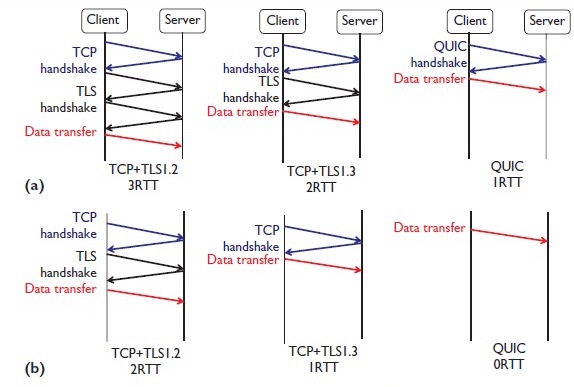 Client Server
TCP
handshake
TLS
handshake
Data transfer
TCP+TLS1.2
3RTT
Client Server
TCP
handshake
TLS
handshake
Data transfer
TCP+TLS1.3
2RTT
Client Server
QUIC
handshake
Data transfer
QUIC
1RTT
(a)
TCP
handshake
TLS
handshake
Data transfer
TCP+TLS1.2
2RTT
TCP
handshake
Data transfer
TCP+TLS1.3
1RTT
Data transfer
QUIC
0RTT
(b)